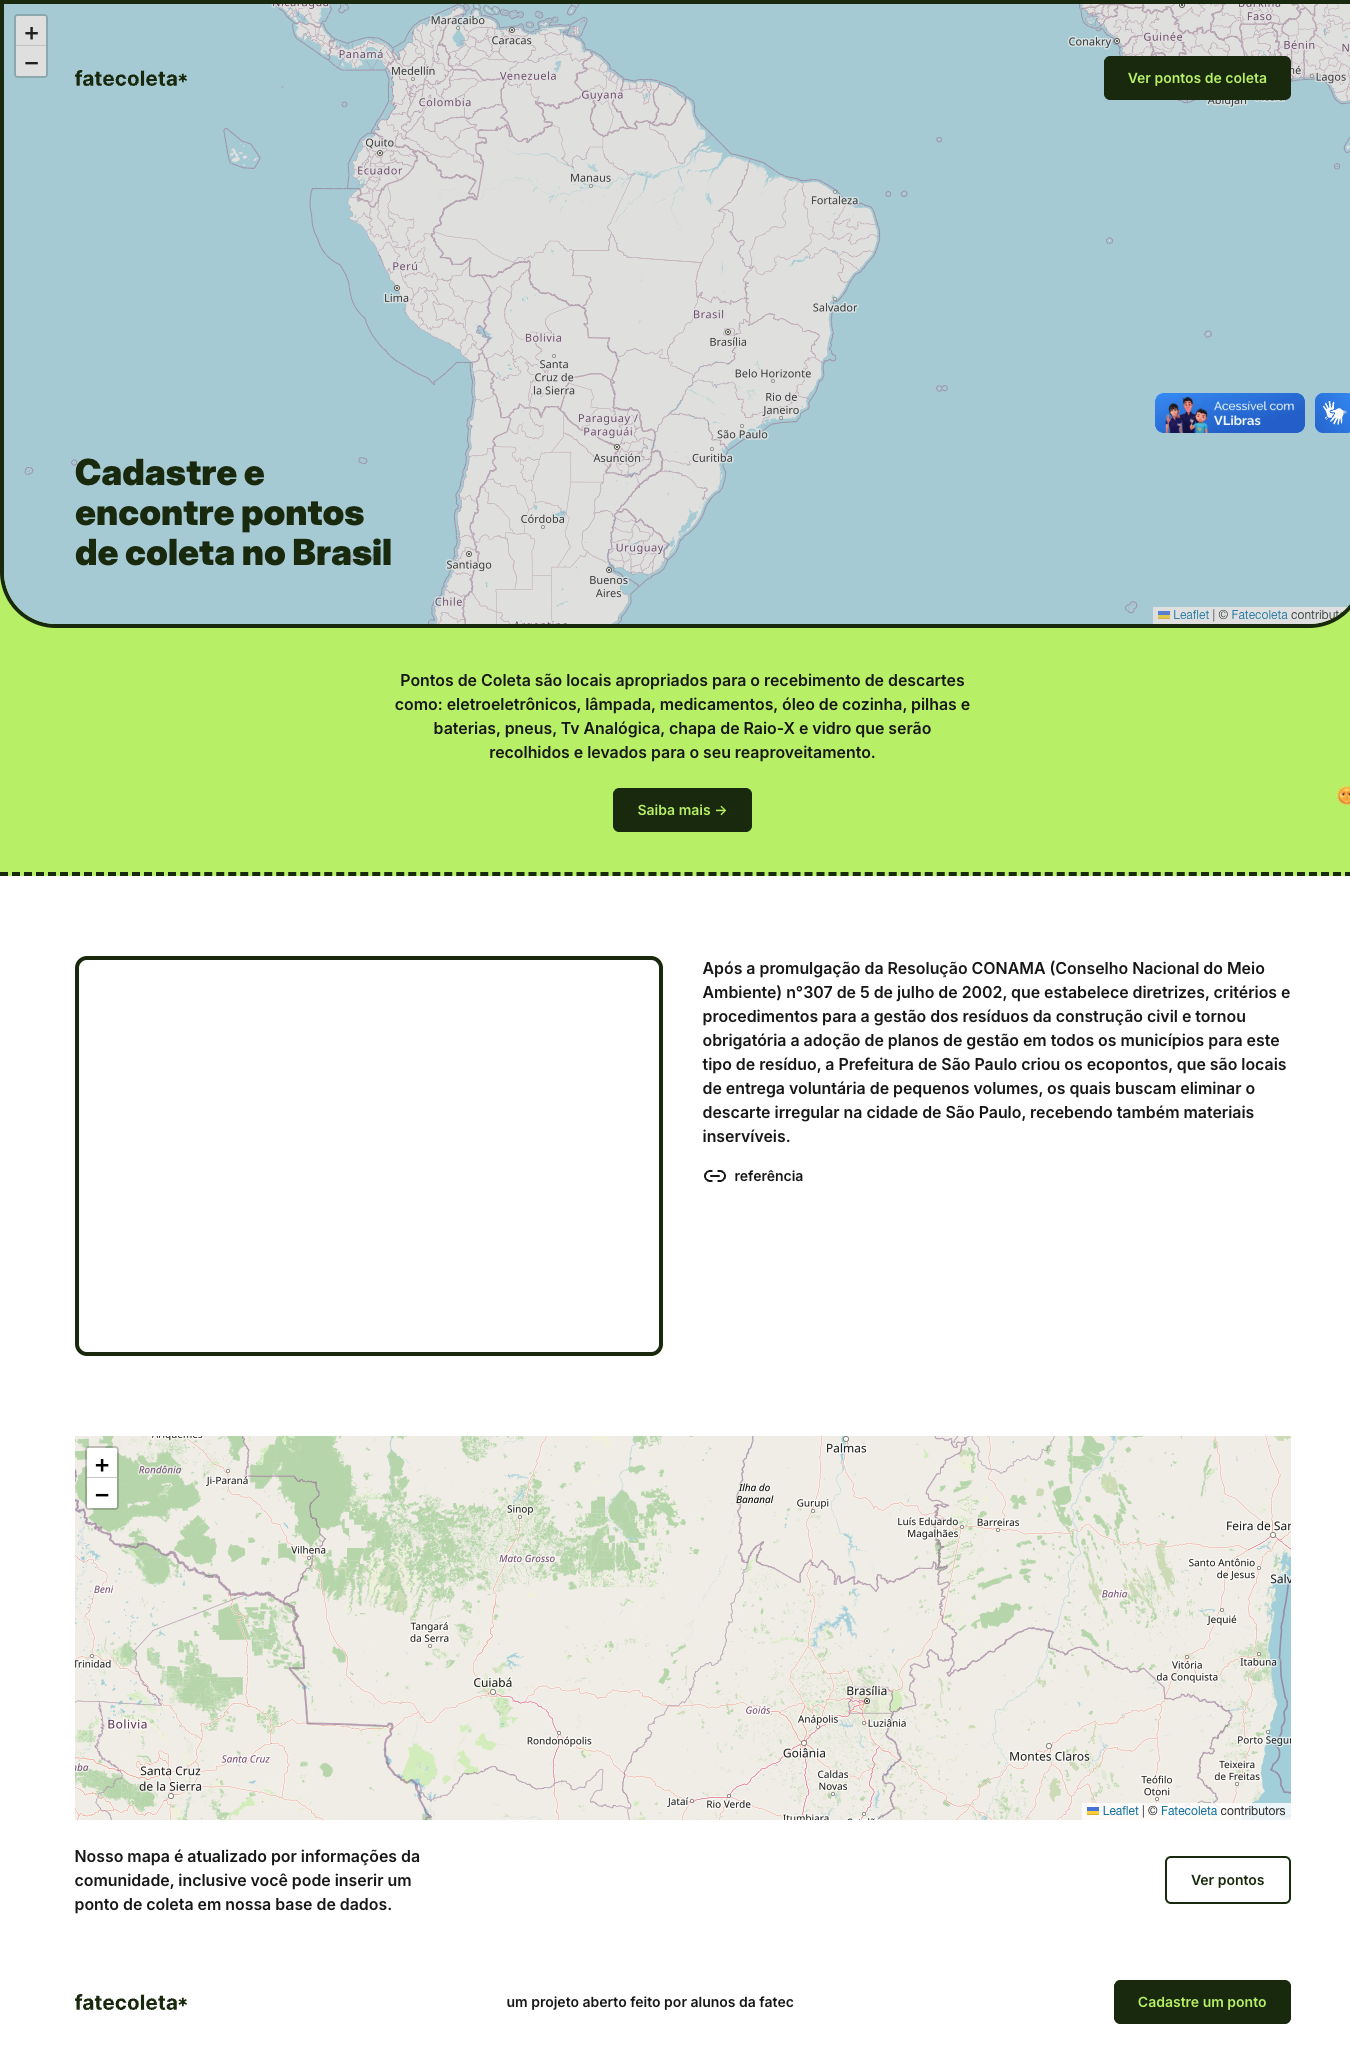 Nicaragua
Maracaibo
Caracas
Panamá
Medellín
Venezuela
Guyana
Colombia
Conakry
Guinée
Burkina
Faso
Bénin
Lagos
Abidjan
+
−
fatecoleta*
Ver pontos de coleta
Quito
Ecuador
Manaus
Fortaleza
Perú
Lima
Salvador
Brasil
Brasília
Bolivia
Santa
Cruz de
la Sierra
Belo Horizonte
Rio de
Janeiro
Paraguay /
Paraguái
São Paulo
Asunción
Curitiba
Acessível com
VLibras
Cadastre e
encontre pontos
de coleta no Brasil
Córdoba
Uruguay
Santiago
Buenos
Aires
Chile
Leaflet | © Fatecoleta
Pontos de Coleta são locais apropriados para o recebimento de descartes
como: eletroeletrônicos, lâmpada, medicamentos, óleo de cozinha, pilhas e
baterias, pneus, Tv Analógica, chapa de Raio-X e vidro que serão
recolhidos e levados para o seu reaproveitamento.
Saiba mais →
Após a promulgação da Resolução CONAMA (Conselho Nacional do Meio
Ambiente) n°307 de 5 de julho de 2002, que estabelece diretrizes, critérios e
procedimentos para a gestão dos resíduos da construção civil e tornou
obrigatória a adoção de planos de gestão em todos os municípios para este
tipo de resíduo, a Prefeitura de São Paulo criou os ecopontos, que são locais
de entrega voluntária de pequenos volumes, os quais buscam eliminar o
descarte irregular na cidade de São Paulo, recebendo também materiais
inservíveis.
referência
+
−
Rondônia
Ji-Paraná
Palmas
Ilha do
Bananal
Gurupi
Sinop
Luís Eduardo
Magalhães
Barreiras
Vilhena
Mato Grosso
Santo Antônio
de Jesus
Beni
Bahia
Jequié
Tangará
da Serra
Trinidad
Cuiabá
Vitória
da Conquista
Itabuna
Brasília
Bolivia
Goiás
Anápolis
Luziânia
Rondonópolis
Goiânia
Montes Claros
Santa Cruz
Santa Cruz
de la Sierra
Caldas
Novas
Teixeira
de Freitas
Teófilo
Otoni
Jataí
Rio Verde
Leaflet | © Fatecoleta contributors
Nosso mapa é atualizado por informações da
comunidade, inclusive você pode inserir um
ponto de coleta em nossa base de dados.
Ver pontos
fatecoleta*
um projeto aberto feito por alunos da fatec
Cadastre um ponto